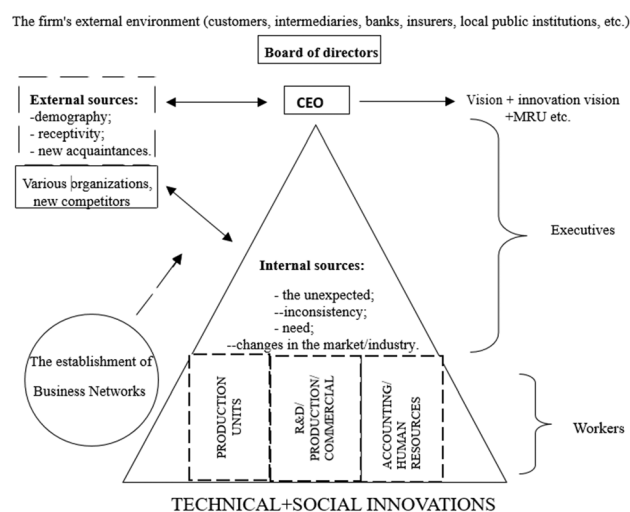 The firm's external environment (customers, intermediaries, banks, insurers, local public institutions, etc.)
Board of directors
External sources:
-demography;
- receptivity;
- new acquaintances.
CEO
Vision + innovation vision
+MRU etc.
Various organizations,
new competitors
Executives
Internal sources:
- the unexpected;
--inconsistency;
- need;
--changes in the market/industry.
The establishment of
Business Networks
PRODUCTION
UNITS
R&D/
PRODUCTION/
COMMERCIAL
ACCOUNTING/
HUMAN
RESOURCES
Workers
TECHNICAL+SOCIAL INNOVATIONS